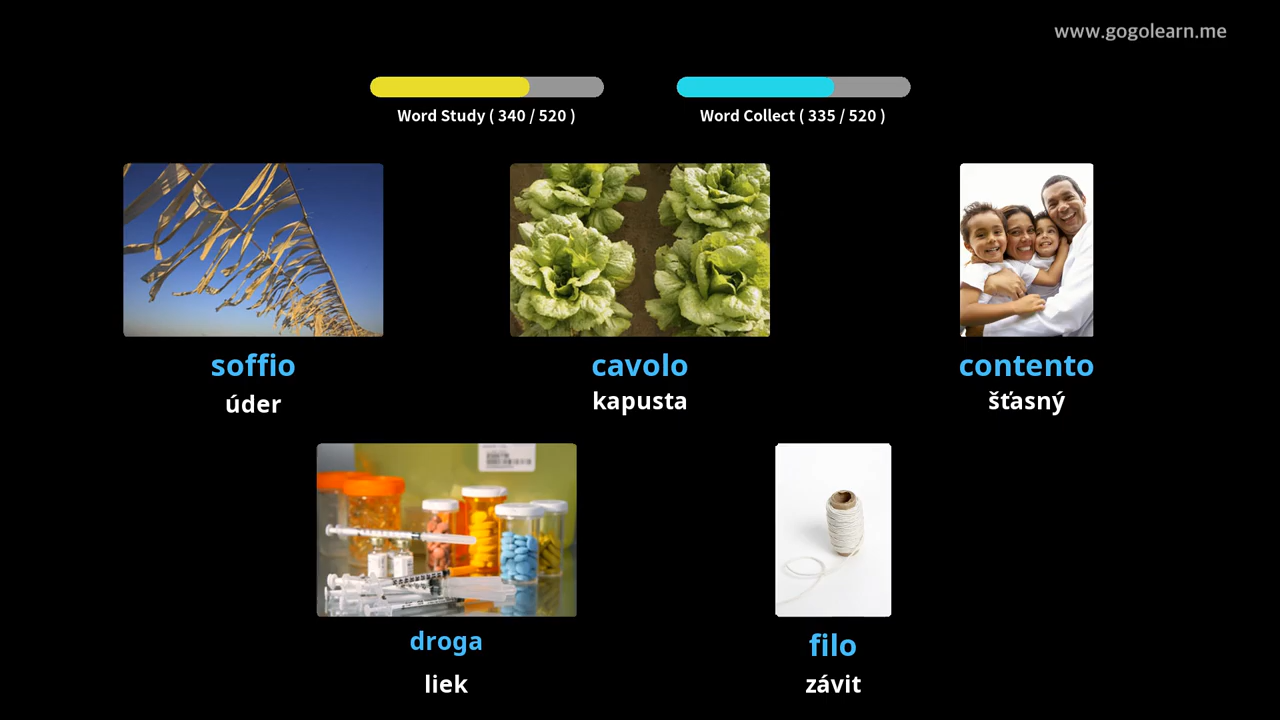 www.gogolearn.me
Word Study ( 340 / 520 )
Word Collect ( 335 / 520 )
soffio
úder
cavolo
kapusta
contento
šťasný
droga
liek
filo
závit